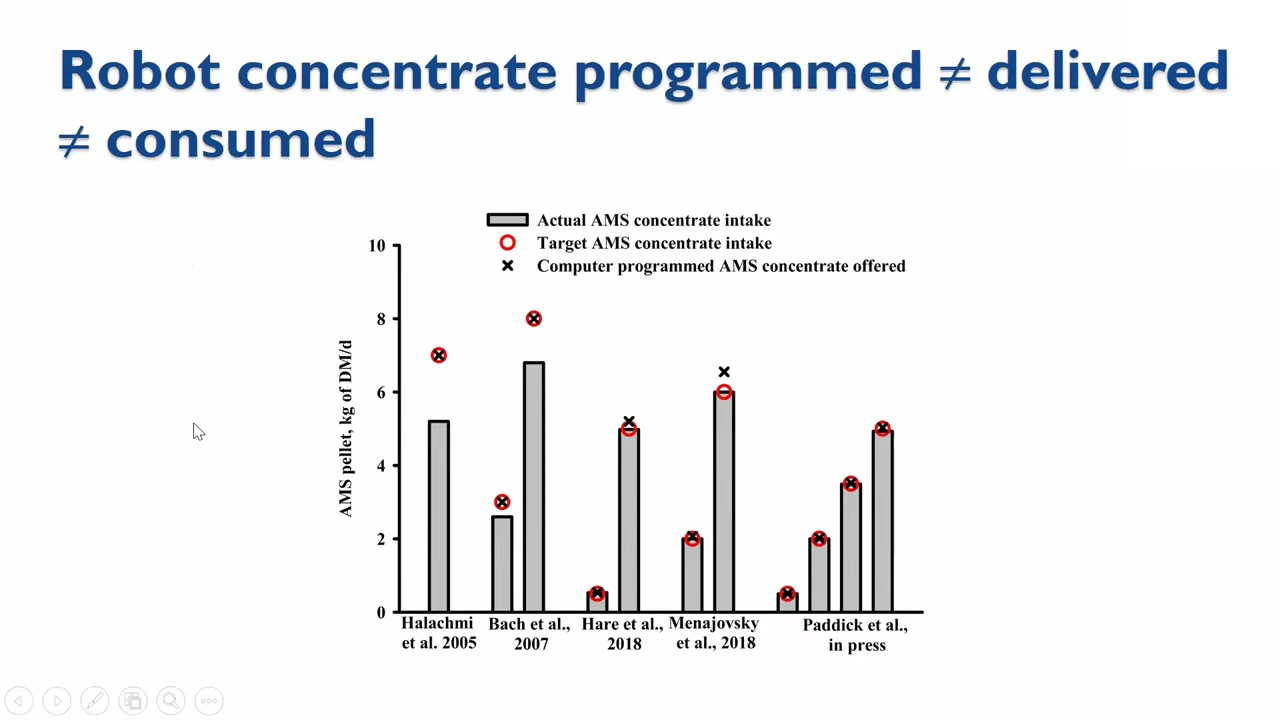 Robot concentrate programmed ≠ delivered
≠ consumed
Actual AMS concentrate intake
Target AMS concentrate intake
Computer programmed AMS concentrate offered
AMS pellet, kg of DM/d
10
8
6
4
2
0
Halachmi
et al. 2005
Bach et al.,
2007
Hare et al.,
2018
Menajovsky
et al., 2018
Paddick et al.,
in press